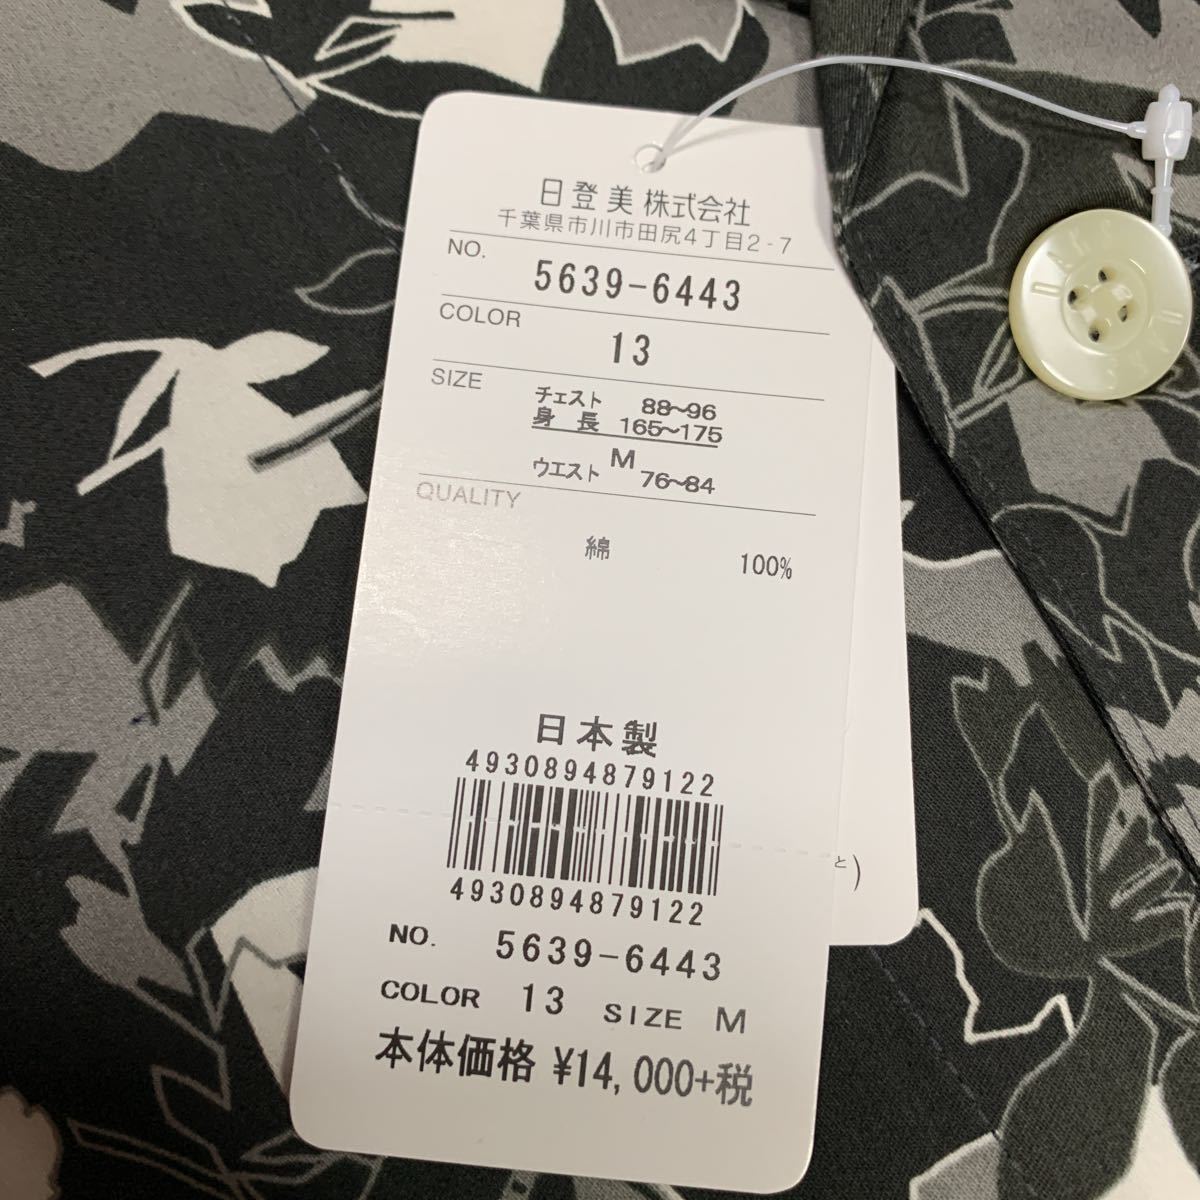 日登美株式会社
千葉県市川市田尻4丁目2-7
NO.
5639-6443
COLOR
13
SIZE
チェスト 88~96
身長 165~175
M
ウエスト 76~84
QUALITY
綿 100%
日本製
4930894879122
4930894879122
NO. 5639-6443
COLOR 13 SIZE M
本体価格 ¥14,000+税
と)